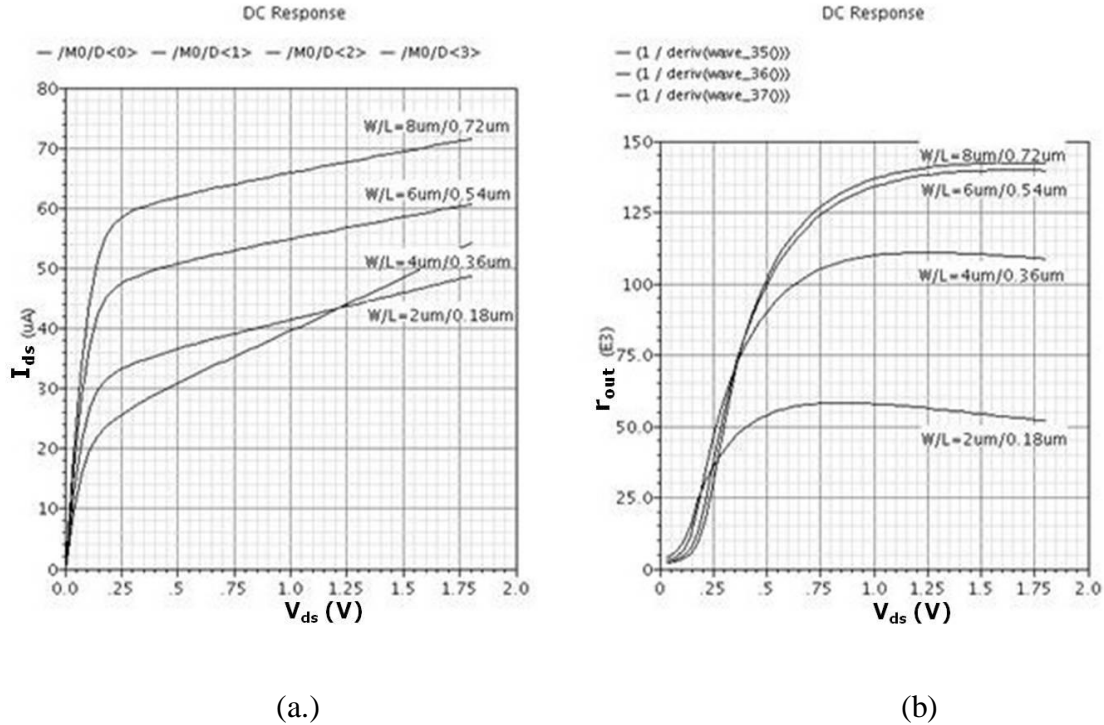 DC Response
— /M0/D<0> — /M0/D<1> — /M0/D<2> — /M0/D<3>
80
70
60
50
40
30
20
10
0
I_ds (uA)
W/L=8um/0.72um
W/L=6um/0.54um
W/L=4um/0.36um
W/L=2um/0.18um
0.0 .25 .5 .75 1.0 1.25 1.5 1.75 2.0
V_ds (V)
(a.)
DC Response
— (1 / deriv(wave_35()))
— (1 / deriv(wave_36()))
— (1 / deriv(wave_37()))
150
125
100
75.0
50.0
25.0
0
r_out (E3)
W/L=8um/0.72um
W/L=6um/0.54um
W/L=4um/0.36um
W/L=2um/0.18um
0.0 .25 .5 .75 1.0 1.25 1.5 1.75 2.0
V_ds (V)
(b)